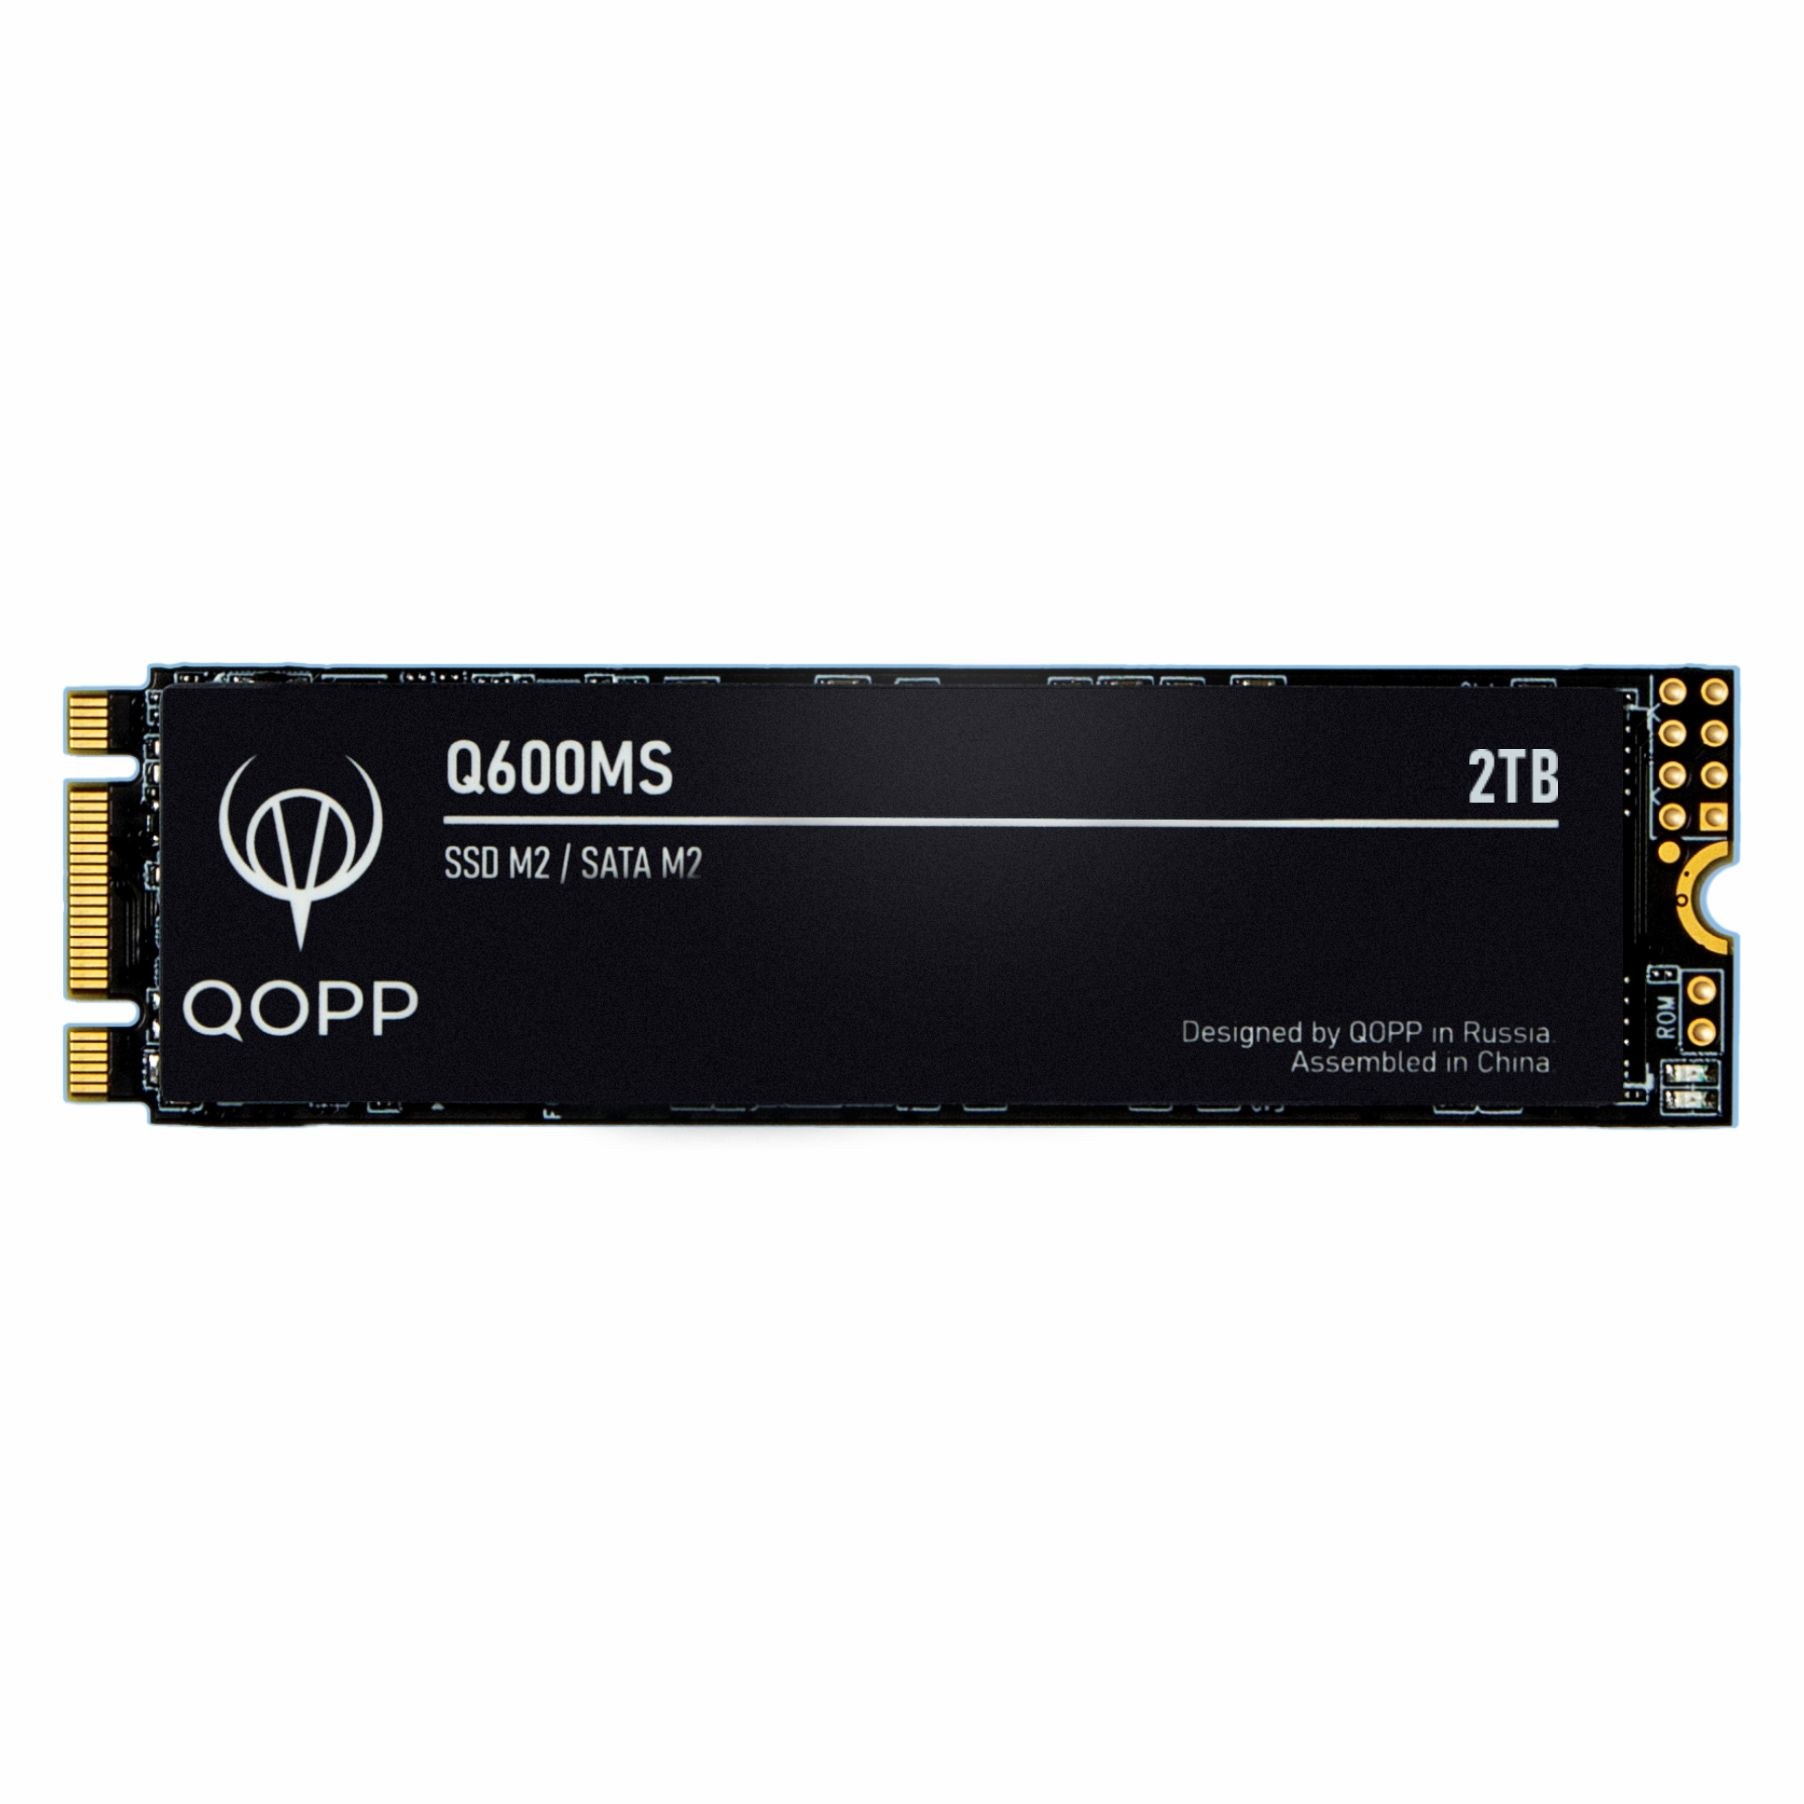 Q600MS
2TB
SSD M2 / SATA M2
QOPP
Designed by QOPP in Russia.
Assembled in China.
ROM